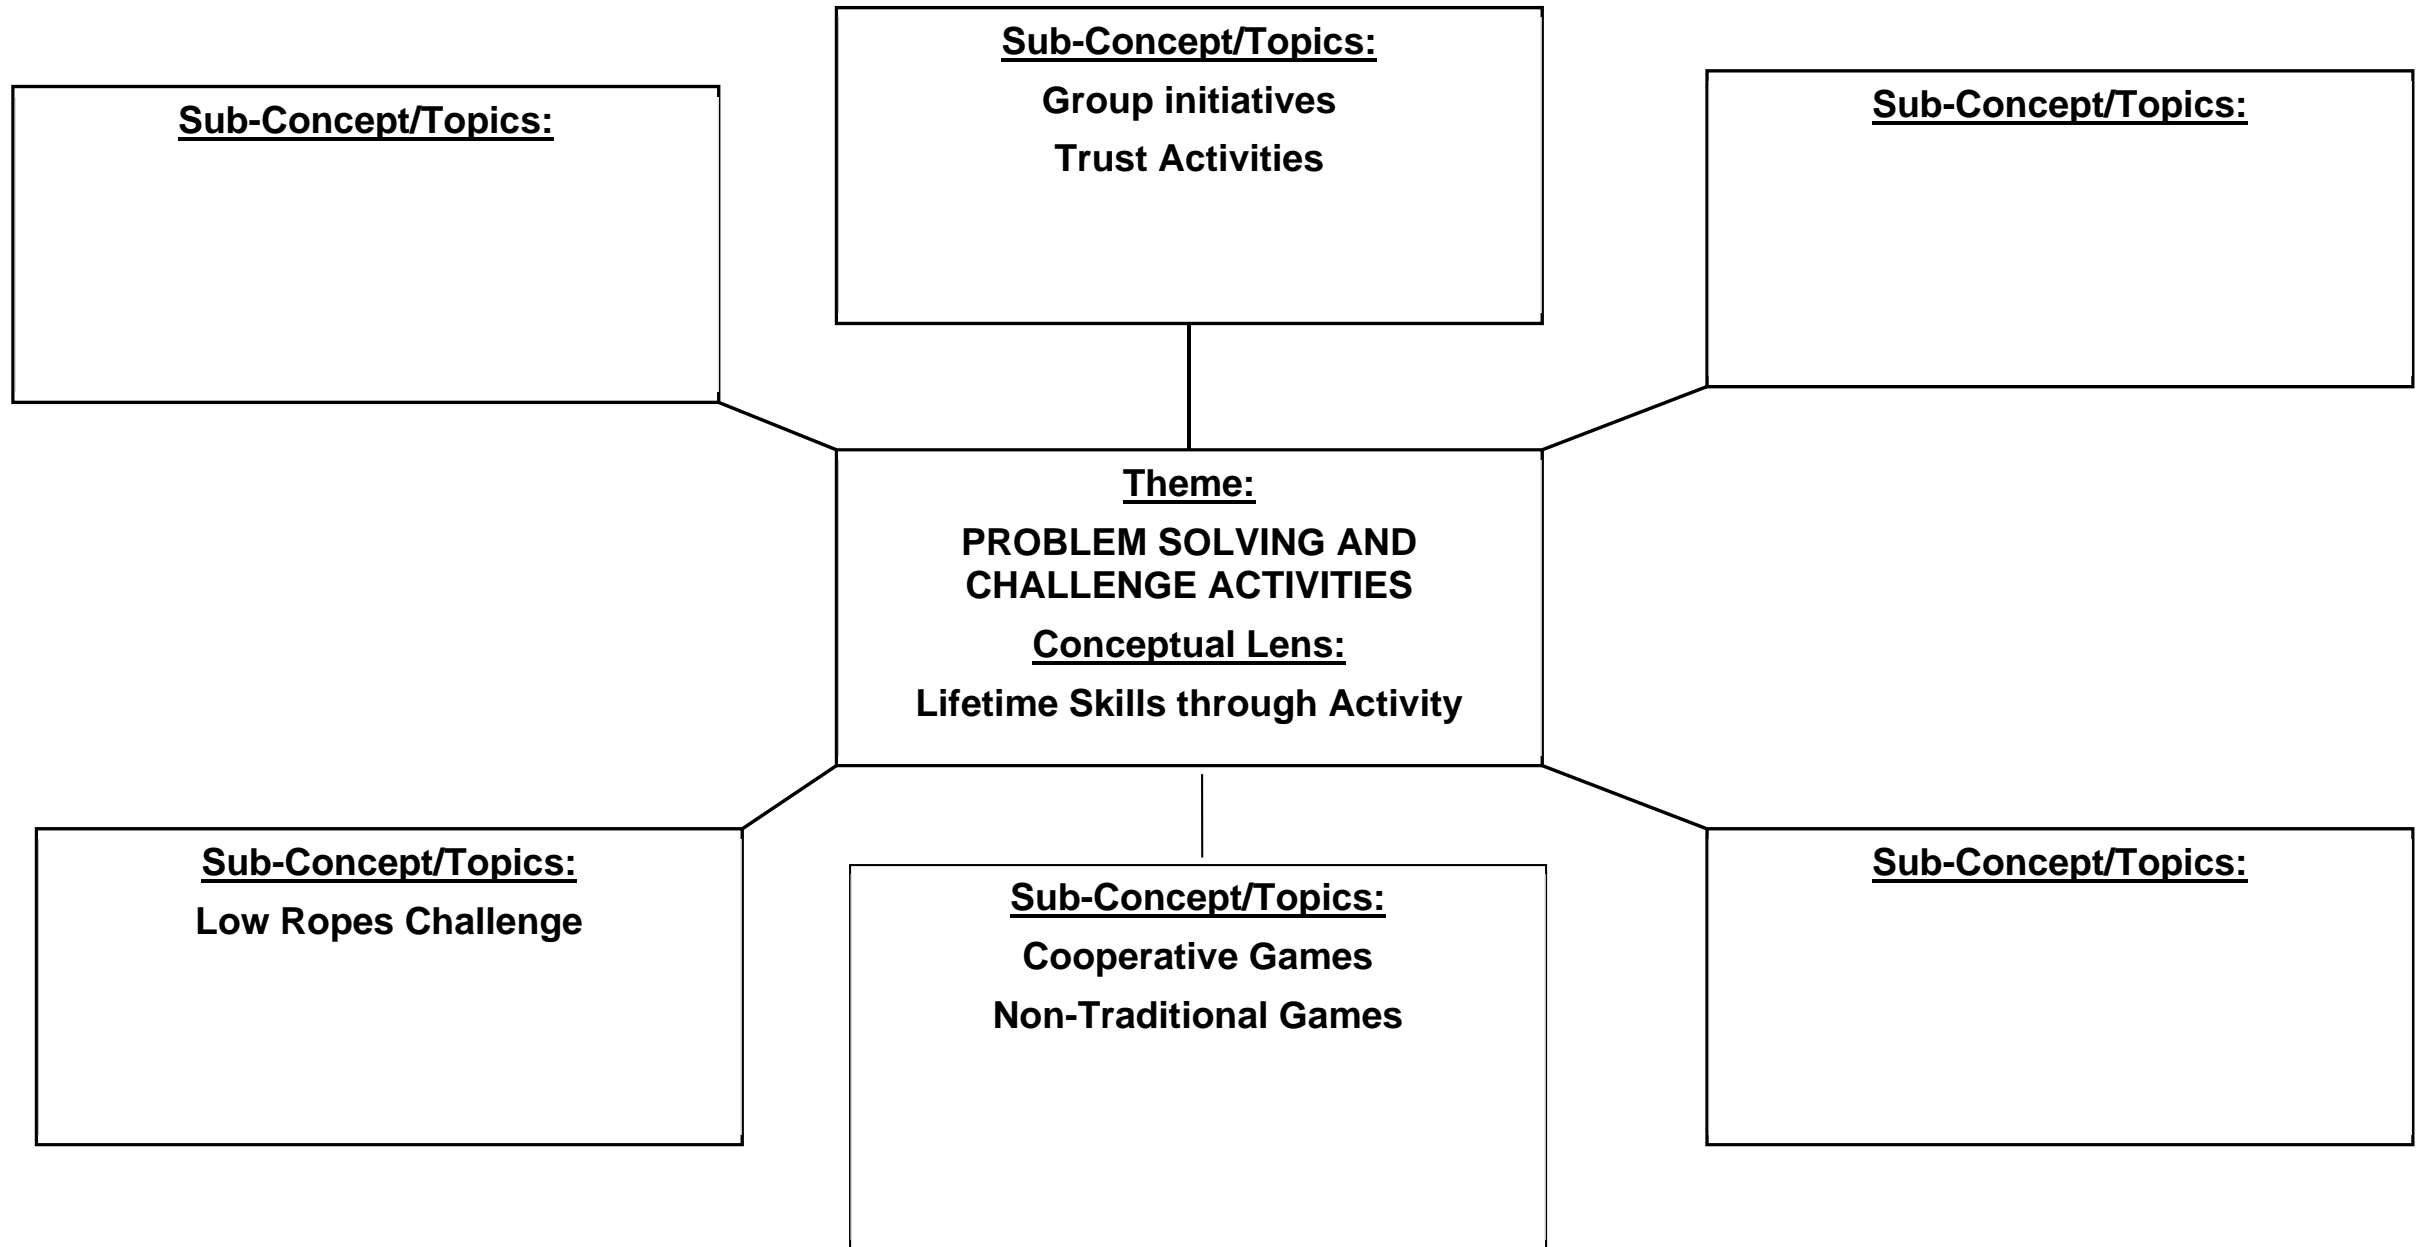 Sub-Concept/Topics:
Sub-Concept/Topics:
Group initiatives
Trust Activities
Sub-Concept/Topics:
Theme:
PROBLEM SOLVING AND
CHALLENGE ACTIVITIES
Conceptual Lens:
Lifetime Skills through Activity
Sub-Concept/Topics:
Low Ropes Challenge
Sub-Concept/Topics:
Cooperative Games
Non-Traditional Games
Sub-Concept/Topics: